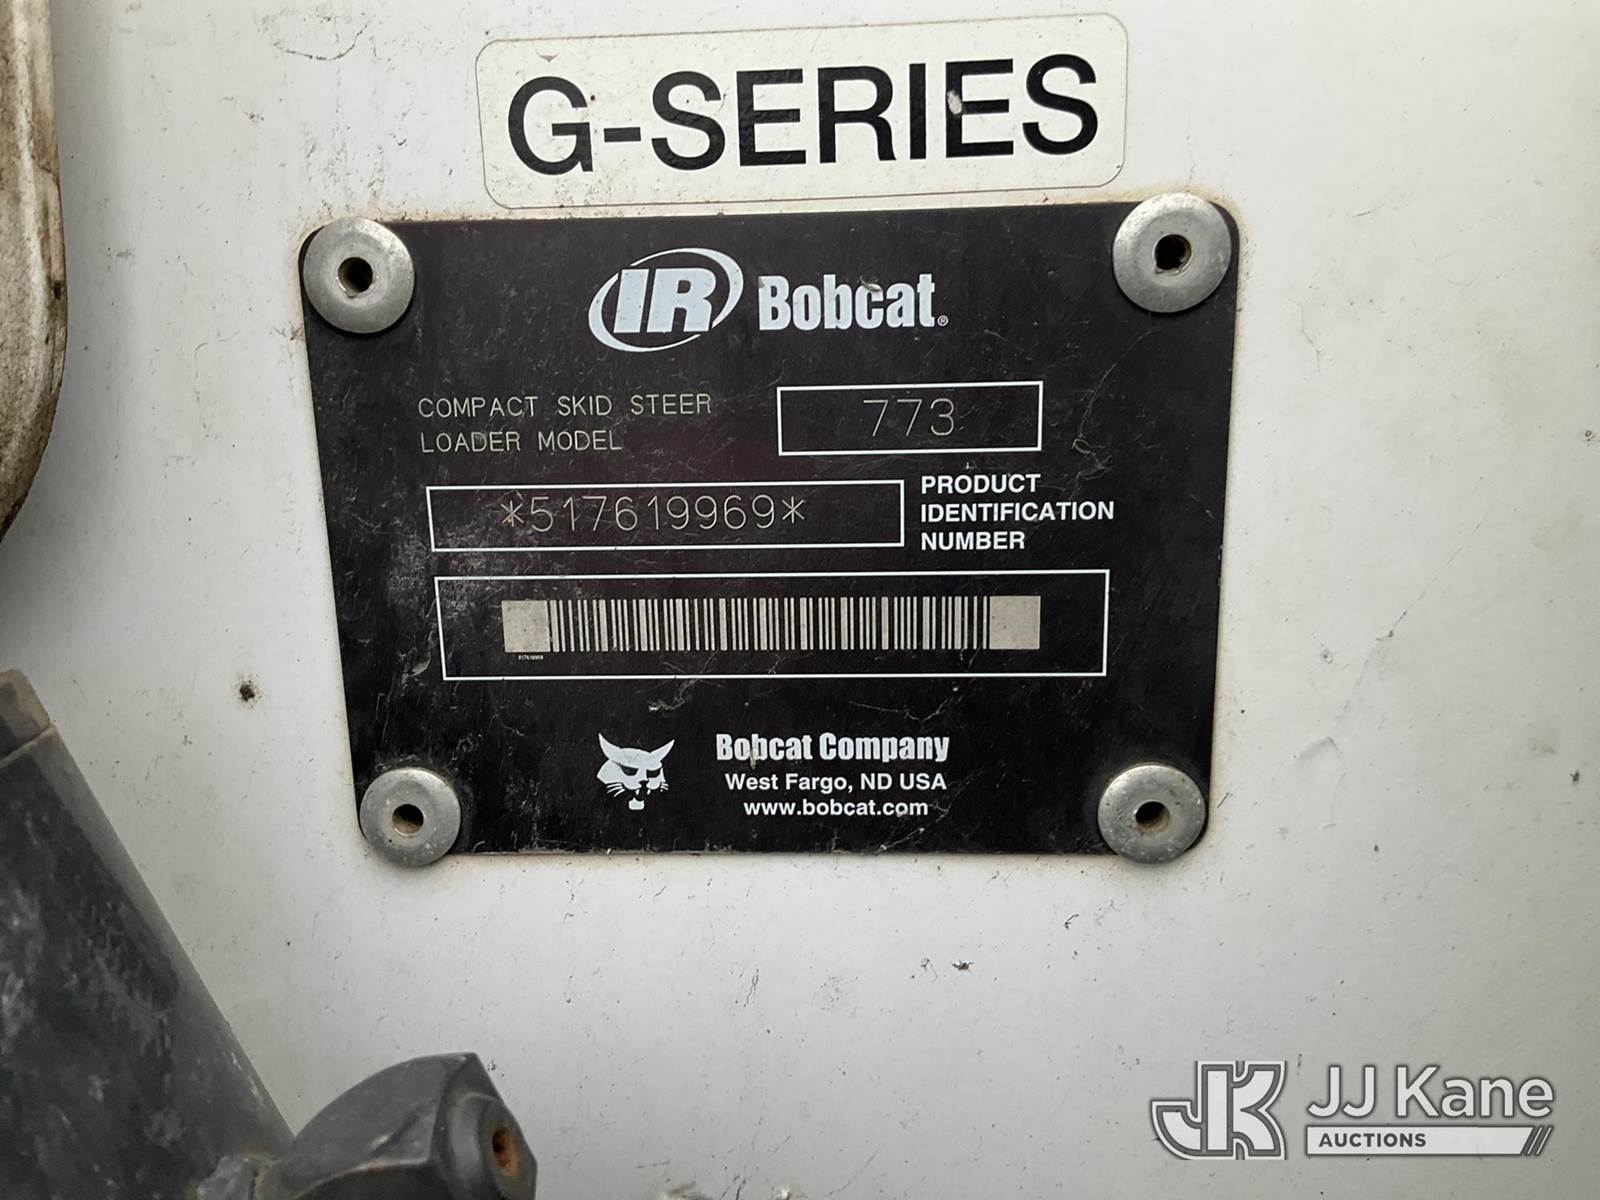 G-SERIES
IR Bobcat®
COMPACT SKID STEER
LOADER MODEL
773
*517619969*
PRODUCT
IDENTIFICATION
NUMBER
Bobcat Company
West Fargo, ND USA
www.bobcat.com
JK JJ Kane
AUCTIONS